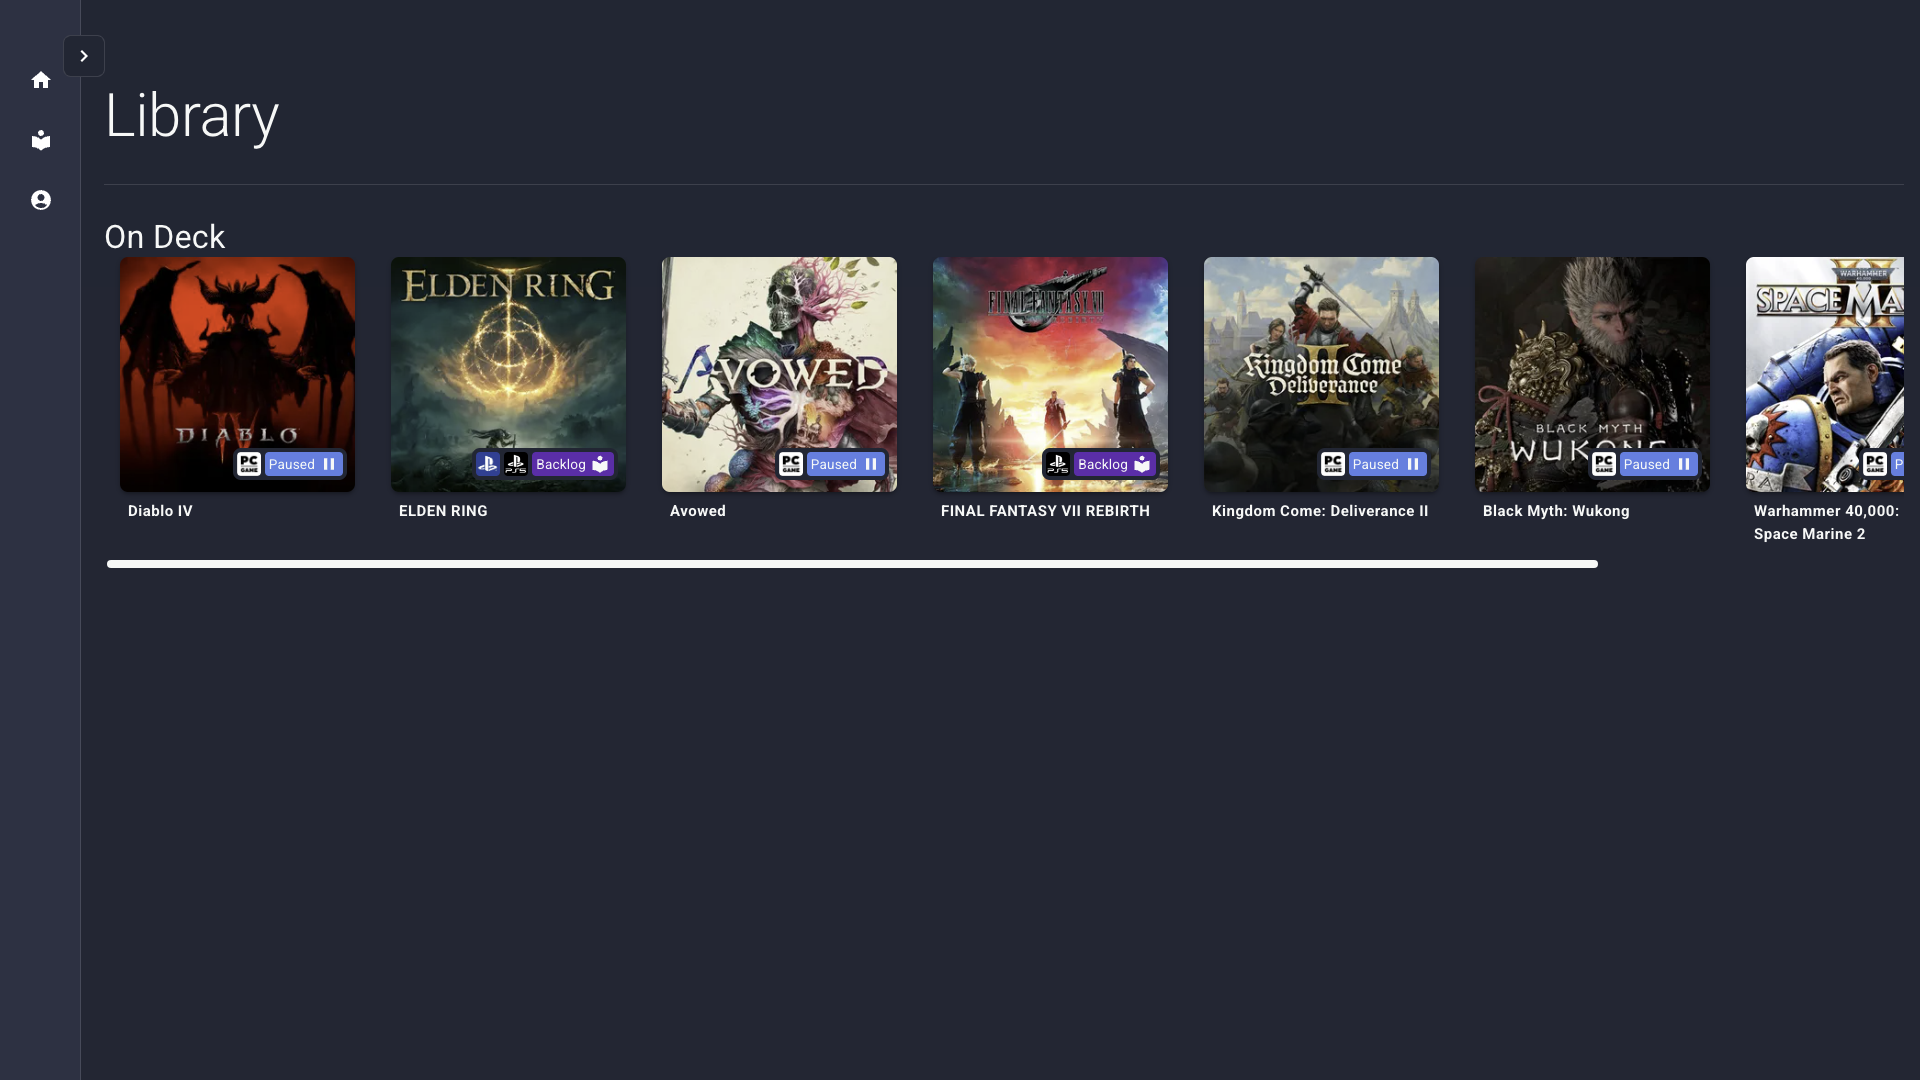 Library
On Deck
DIABLO
IV
PC
GAME
Paused
Diablo IV
ELDEN RING
PS5
Backlog
ELDEN RING
AVOWED
PC
GAME
Paused
Avowed
FINAL FANTASY VII
PS5
Backlog
FINAL FANTASY VII REBIRTH
Kingdom Come
Deliverance
II
PC
GAME
Paused
Kingdom Come: Deliverance II
BLACK MYTH
WUKONG
PC
GAME
Paused
Black Myth: Wukong
WARHAMMER
40,000
SPACE MA
II
PC
GAME
P
Warhammer 40,000:
Space Marine 2